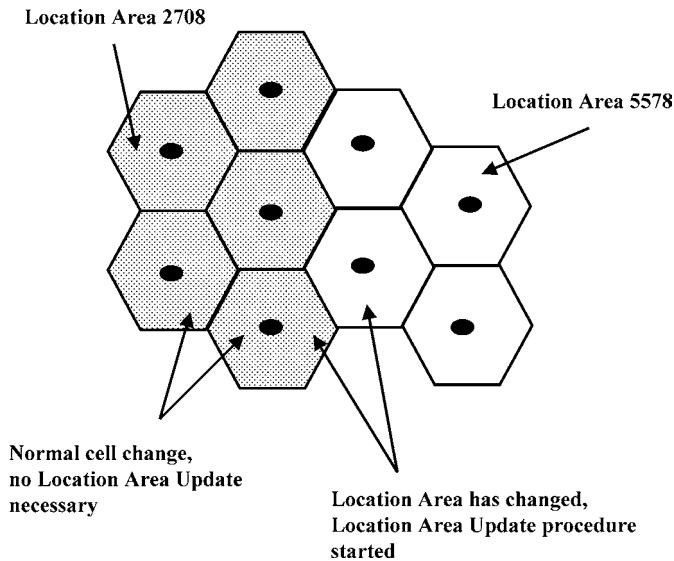 Location Area 2708
Location Area 5578
Normal cell change,
no Location Area Update
necessary
Location Area has changed,
Location Area Update procedure
started